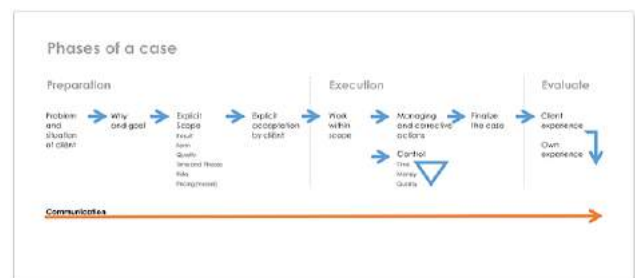 Phases of a case
Preparation
Execution
Evaluate
Problem
and
situation
of client
Why
and goal
Explicit
Scope
Result
Form
Quality
Time and Phases
Risks
Pricing(model)
Explicit
acceptation
by client
Work
within
scope
Managing
and corrective
actions
Control
Time
Money
Quality
Finalize
the case
Client
experience
Own
experience
Communication